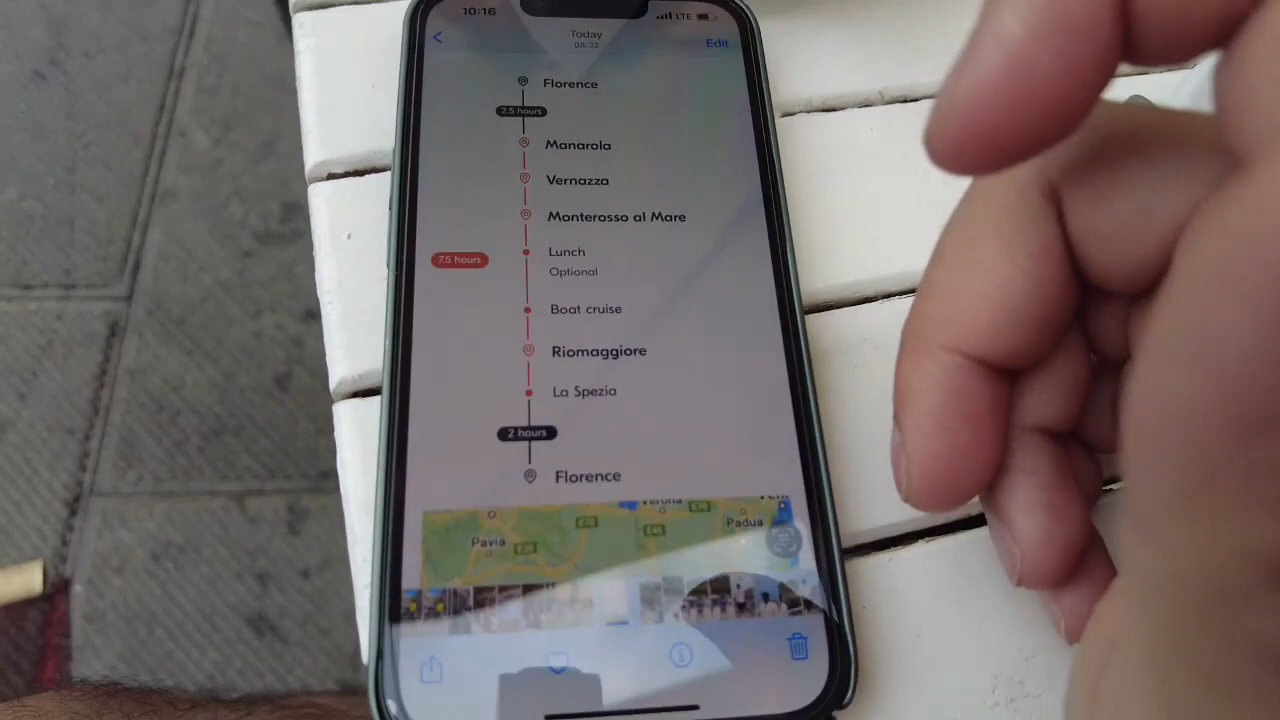 10:16
LTE
Today
08:32
Edit
Florence
2.5 hours
Manarola
Vernazza
Monterosso al Mare
Lunch
7.5 hours
Optional
Boat cruise
Riomaggiore
La Spezia
2 hours
Florence
Verona
Padua
Pavia